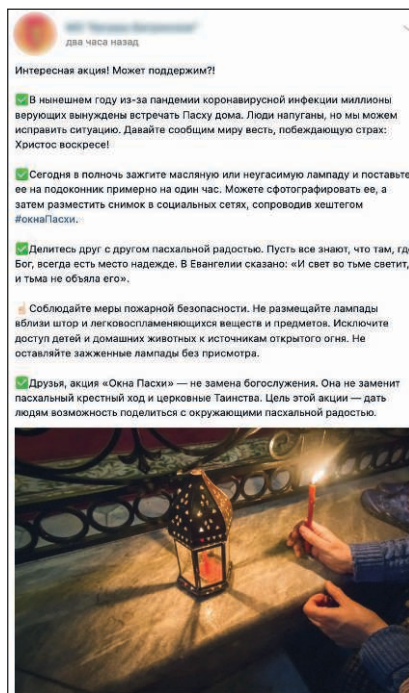 два часа назад
Интересная акция! Может поддержим?!
✅В нынешнем году из-за пандемии коронавирусной инфекции миллионы
верующих вынуждены встречать Пасху дома. Люди напуганы, но мы можем
исправить ситуацию. Давайте сообщим миру весть, побеждающую страх:
Христос воскресе!
✅Сегодня в полночь зажгите масляную или неугасимую лампаду и поставьте
ее на подоконник примерно на один час. Можете сфотографировать ее, а
затем разместить снимок в социальных сетях, сопроводив хештегом
#окнаПасхи.
✅Делитесь друг с другом пасхальной радостью. Пусть все знают, что там, гд
Бог, всегда есть место надежде. В Евангелии сказано: «И свет во тьме светит,
и тьма не объяла его».
☝Соблюдайте меры пожарной безопасности. Не размещайте лампады
вблизи штор и легковоспламеняющихся веществ и предметов. Исключите
доступ детей и домашних животных к источникам открытого огня. Не
оставляйте зажженные лампады без присмотра.
✅Друзья, акция «Окна Пасхи» — не замена богослужения. Она не заменит
пасхальный крестный ход и церковные Таинства. Цель этой акции — дать
людям возможность поделиться с окружающими пасхальной радостью.